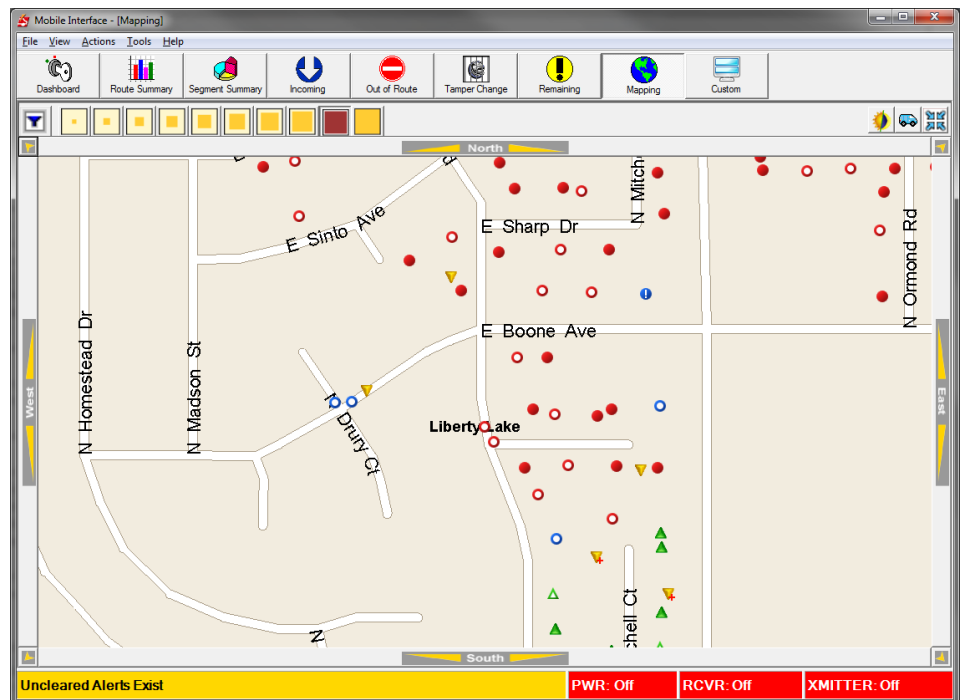 Mobile Interface - [Mapping]
File View Actions Tools Help
Dashboard Route Summary Segment Summary Incoming Out of Route Tamper Change Remaining Mapping Custom
North
N Mitch
E Sinto Ave
E Sharp Dr
N Ormond Rd
N Homestead Dr
N Madson St
E Boone Ave
West
East
N Drury Ct
Liberty Lake
chell Ct
N
South
Uncleared Alerts Exist
PWR: Off
RCVR: Off
XMITTER: Off